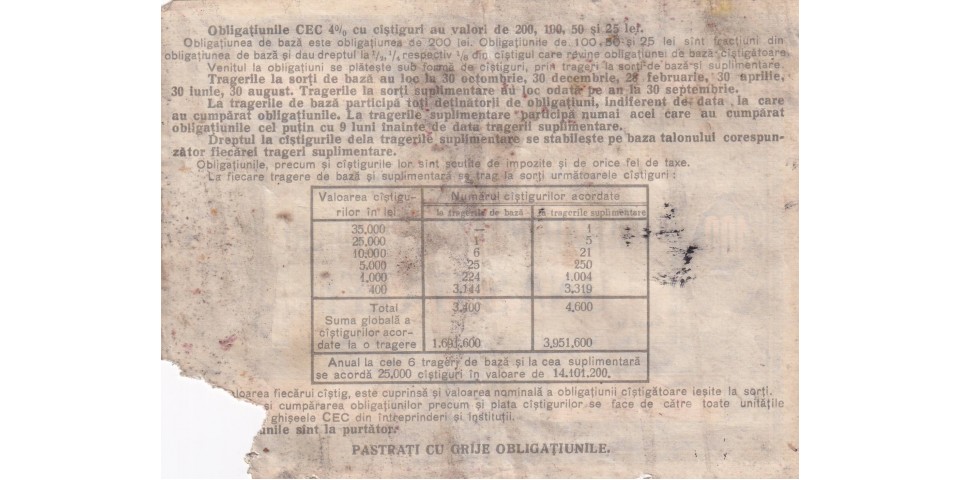 Obligațiunile CEC 4% cu cîștiguri au valori de 200, 100, 50 și 25 lei.
Obligațiunea de bază este obligațiunea de 200 lei. Obligațiunile de 100, 50 și 25 lei sînt fracțiuni din
obligațiunea de bază și dau dreptul la 1/2, 1/4 respectiv 1/8 din cîștigul care revine obligațiunei de bază cîștigătoare.
Venitul la obligațiuni se plătește sub formă de cîștiguri, prin trageri la sorți de bază și suplimentare.
Tragerile la sorți de bază au loc la 30 octombrie, 30 decembrie, 28 februarie, 30 aprilie,
30 iunie, 30 august. Tragerile la sorți suplimentare au loc odată pe an la 30 septembrie.
La tragerile de bază participă toți deținătorii de obligațiuni, indiferent de data la care
au cumpărat obligațiunile. La tragerile suplimentare participă numai acei care au cumpărat
obligațiunile cel puțin cu 9 luni înainte de data tragerii suplimentare.
Dreptul la cîștigurile dela tragerile suplimentare se stabilește pe baza talonului corespun-
zător fiecărei trageri suplimentare.
Obligațiunile, precum și cîștigurile lor sînt scutite de impozite și de orice fel de taxe.
La fiecare tragere de bază și suplimentară se trag la sorți următoarele cîștiguri :
Valoarea cîștigu- Numărul cîștigurilor acordate
rilor în lei la tragerile de bază la tragerile suplimentare
35.000 — 1
25,000 1 5
10,000 6 21
5,000 25 250
1,000 224 1,004
400 3,144 3,319
Total 3,400 4,600
Suma globală a
cîștigurilor acor-
date la o tragere 1.691,600 3,951,600
Anual la cele 6 trageri de bază și la cea suplimentară
se acordă 25,000 cîștiguri în valoare de 14.101.200.
fiecărui cîștig, este cuprinsă și valoarea nominală a obligațiunii cîștigătoare ieșite la sorți.
și cumpărarea obligațiunilor precum și plata cîștigurilor se face de către toate unitățile
ghișeele CEC din întreprinderi și instituții.
sînt la purtător.
PASTRAȚI CU GRIJE OBLIGAȚIUNILE.